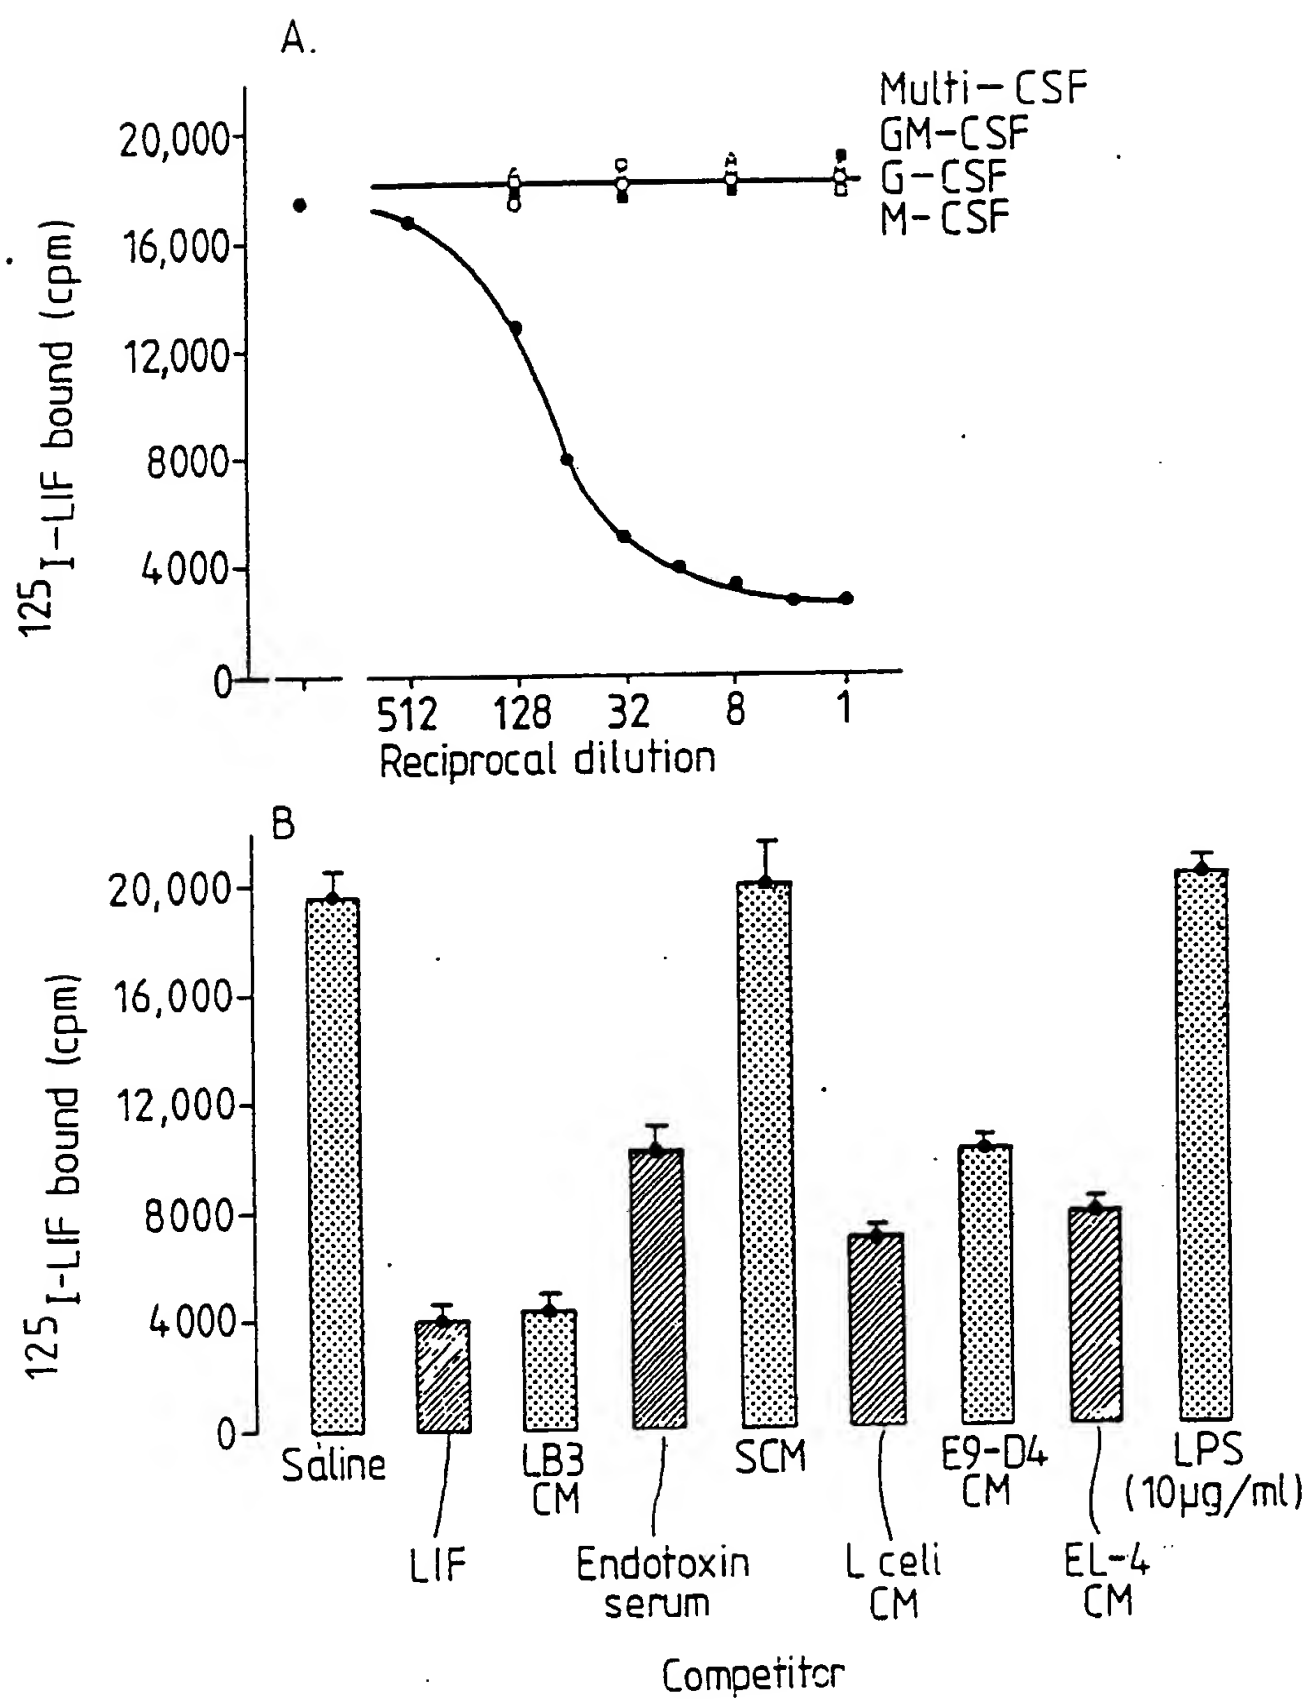 A.
Multi-CSF
GM-CSF
G-CSF
M-CSF
20,000
16,000
12,000
8000
4000
0
125I-LIF bound (cpm)
512 128 32 8 1
Reciprocal dilution
B
20,000
16,000
12,000
8000
4000
0
125I-LIF bound (cpm)
Saline
LIF
LB3
CM
Endotoxin
serum
SCM
L cell
CM
E9-D4
CM
EL-4
CM
LPS
(10µg/ml)
Competitor